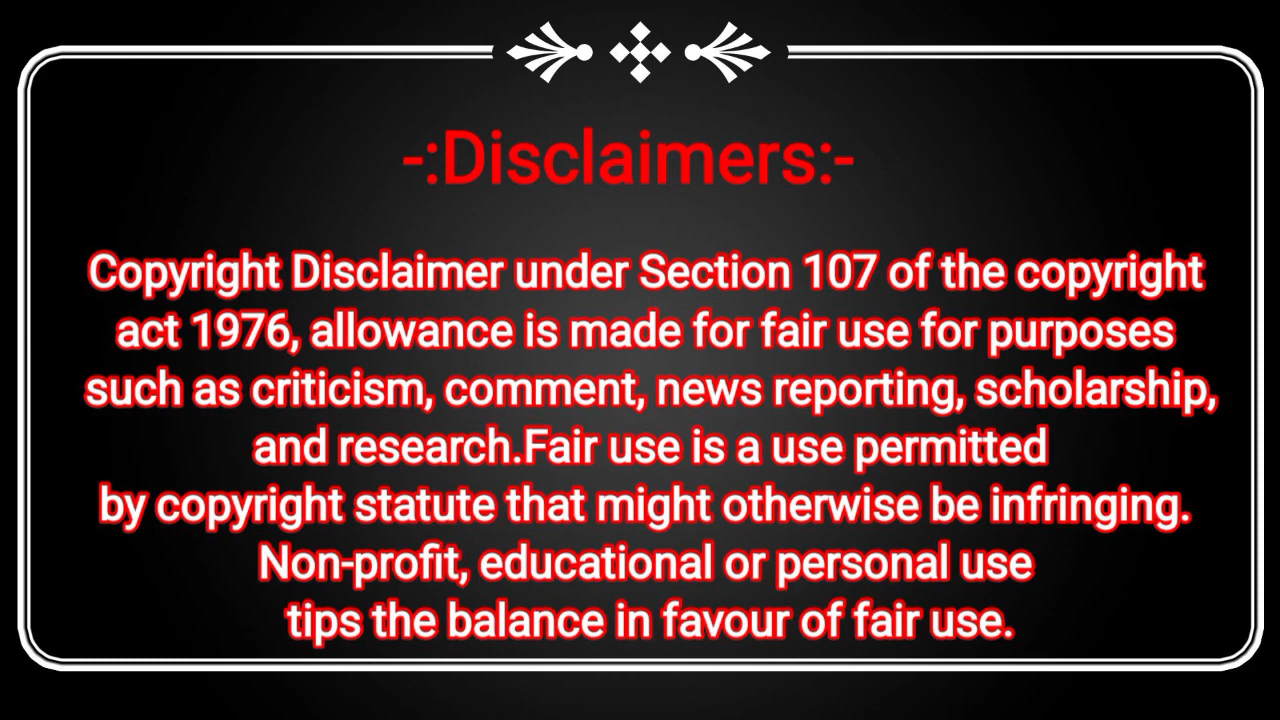 -:Disclaimers:-
Copyright Disclaimer under Section 107 of the copyright
act 1976, allowance is made for fair use for purposes
such as criticism, comment, news reporting, scholarship,
and research.Fair use is a use permitted
by copyright statute that might otherwise be infringing.
Non-profit, educational or personal use
tips the balance in favour of fair use.